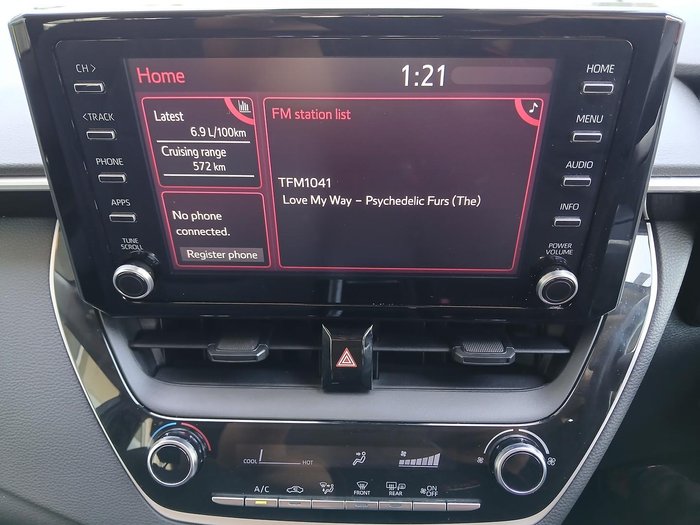 CH >
Home
1:21
HOME
< TRACK
Latest
6.9 L/100km
Cruising range
572 km
FM station list
MENU
PHONE
TFM1041
Love My Way – Psychedelic Furs (The)
AUDIO
APPS
No phone
connected.
Register phone
INFO
TUNE
SCROLL
POWER
VOLUME
COOL
HOT
A/C
FRONT
REAR
ON
OFF